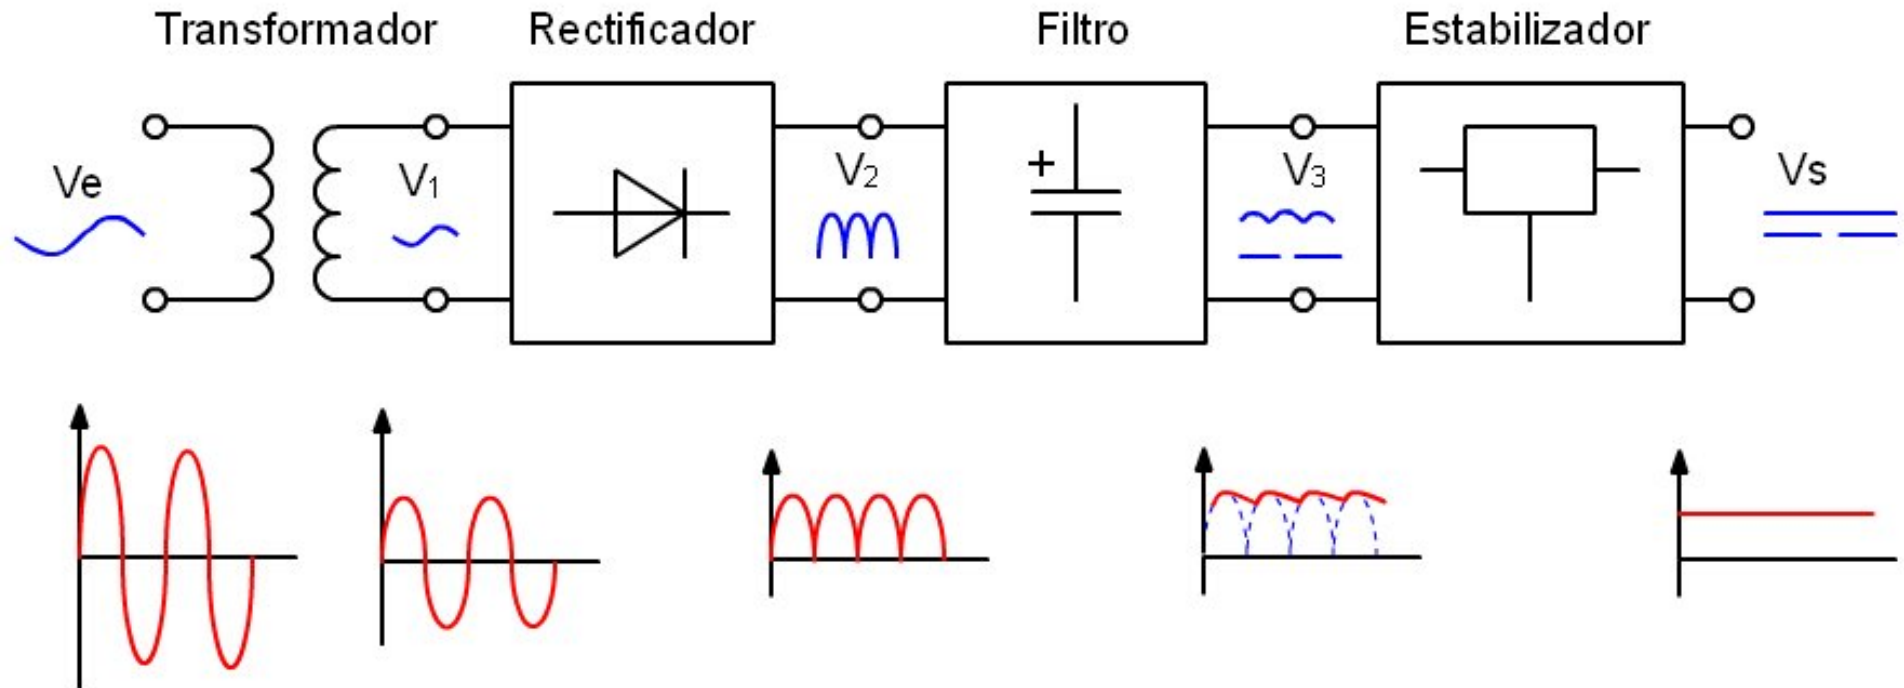 Transformador Rectificador Filtro Estabilizador
Ve V₁ V₂ + V₃ Vs